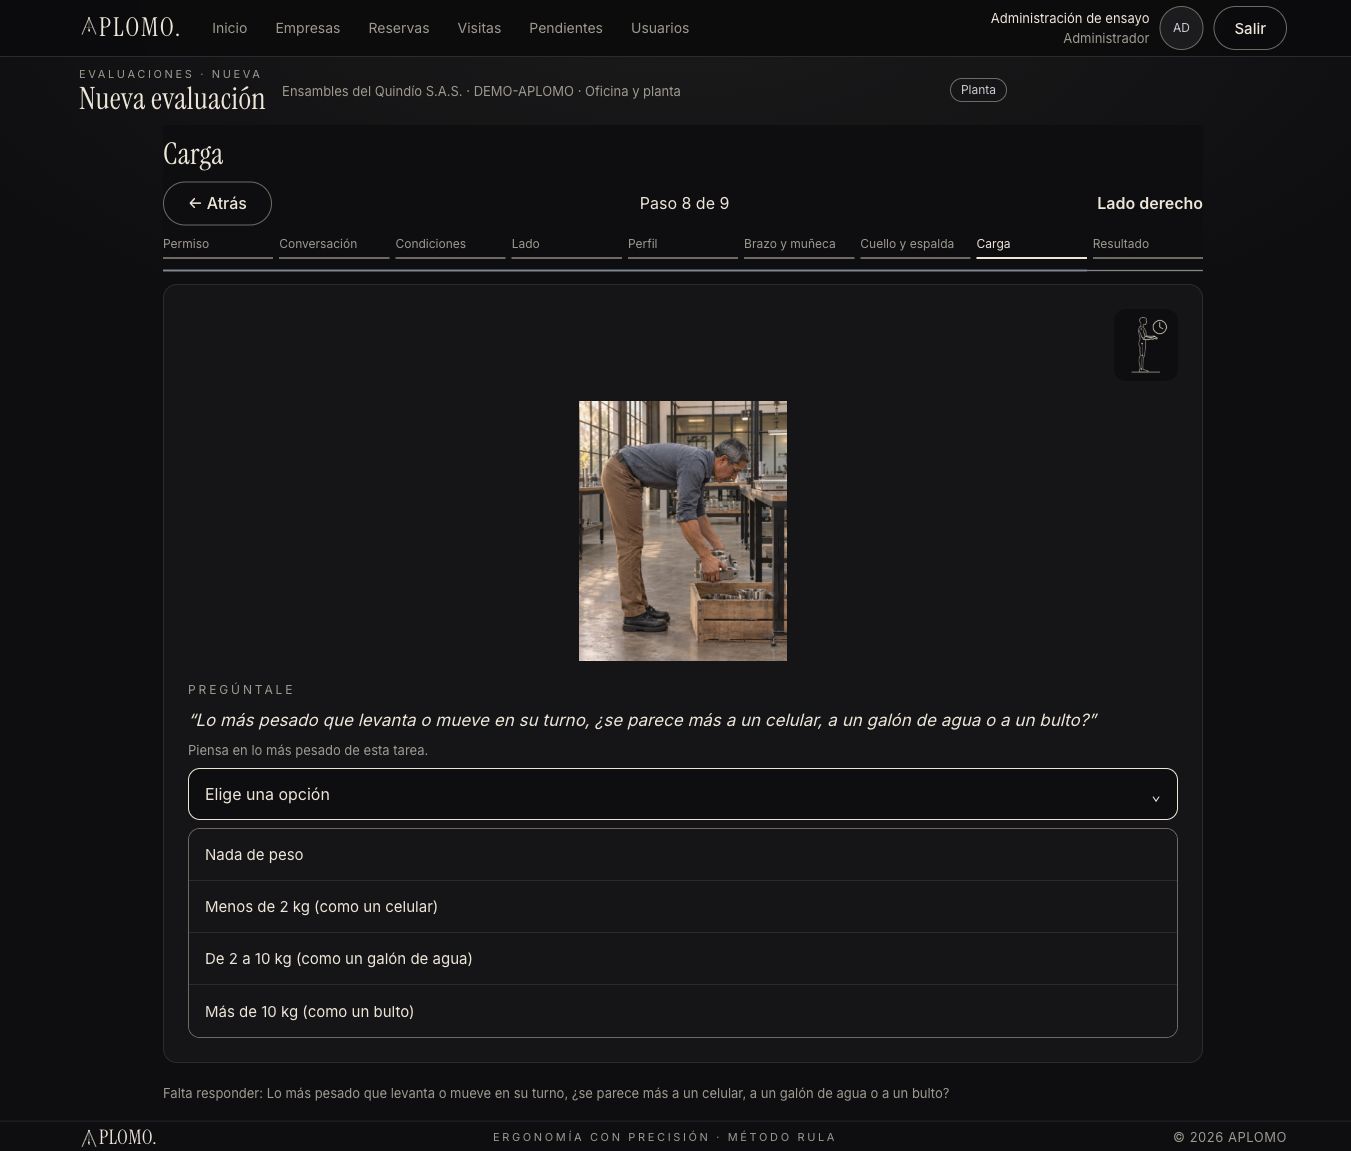 APLOMO.
Inicio
Empresas
Reservas
Visitas
Pendientes
Usuarios
Administración de ensayo
Administrador
AD
Salir
EVALUACIONES · NUEVA
Nueva evaluación
Ensambles del Quindío S.A.S. · DEMO-APLOMO · Oficina y planta
Planta
Carga
← Atrás
Paso 8 de 9
Lado derecho
Permiso
Conversación
Condiciones
Lado
Perfil
Brazo y muñeca
Cuello y espalda
Carga
Resultado
PREGÚNTALE
“Lo más pesado que levanta o mueve en su turno, ¿se parece más a un celular, a un galón de agua o a un bulto?”
Piensa en lo más pesado de esta tarea.
Elige una opción
Nada de peso
Menos de 2 kg (como un celular)
De 2 a 10 kg (como un galón de agua)
Más de 10 kg (como un bulto)
Falta responder: Lo más pesado que levanta o mueve en su turno, ¿se parece más a un celular, a un galón de agua o a un bulto?
APLOMO.
ERGONOMÍA CON PRECISIÓN · MÉTODO RULA
© 2026 APLOMO